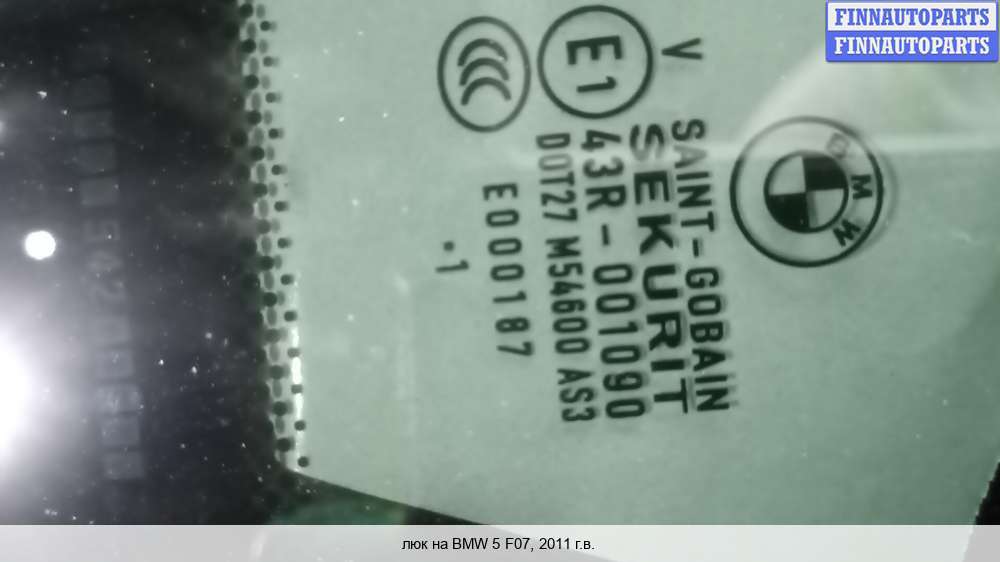 FINNAUTOPARTS
FINNAUTOPARTS
BMW
V
SAINT-GOBAIN
SEKURIT
E1
43R-001090
DOT27 M54600 AS3
CCC
E000187
.1
люк на BMW 5 F07, 2011 г.в.